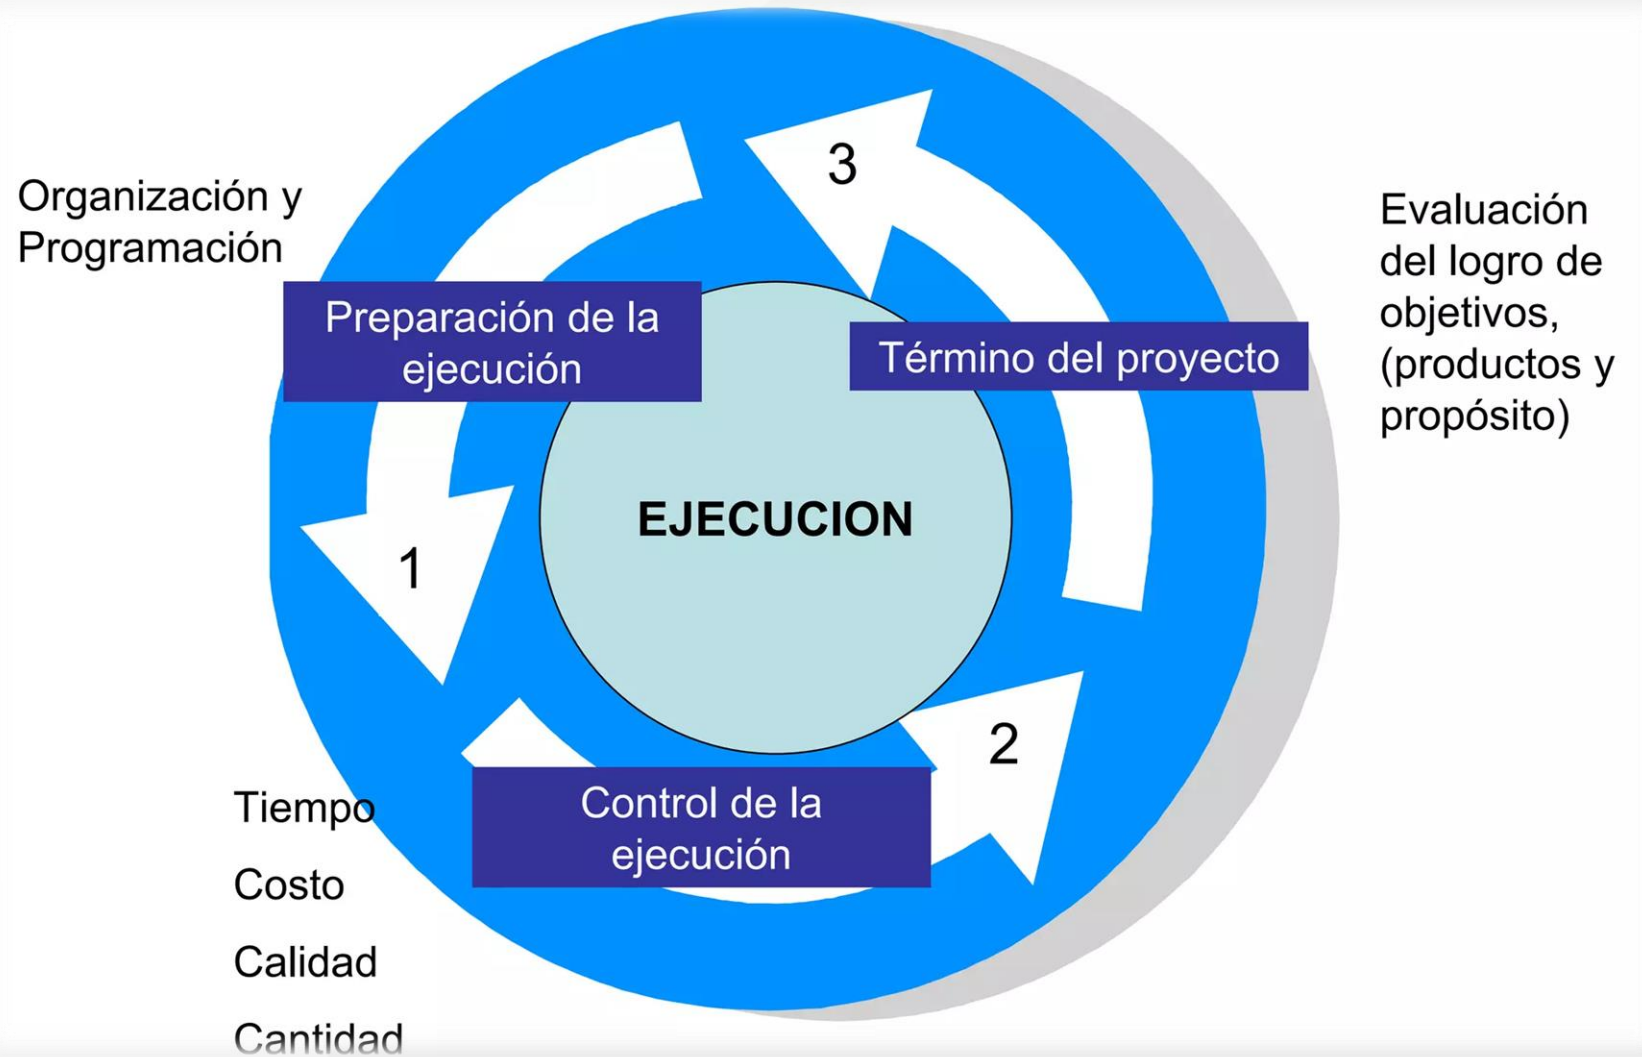 Organización y
Programación
Preparación de la
ejecución
1
3
Término del proyecto
Evaluación
del logro de
objetivos,
(productos y
propósito)
EJECUCION
2
Control de la
ejecución
Tiempo
Costo
Calidad
Cantidad